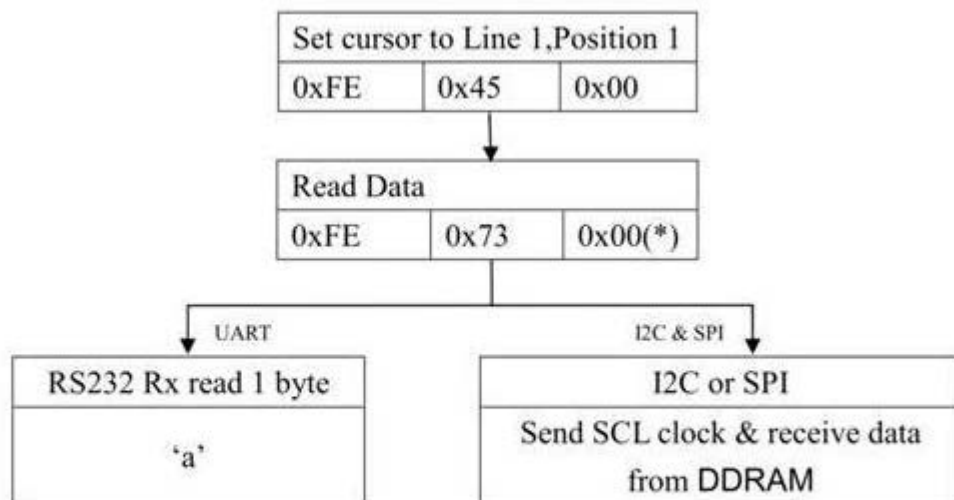 Set cursor to Line 1,Position 1
0xFE 0x45 0x00
Read Data
0xFE 0x73 0x00(*)
UART I2C & SPI
RS232 Rx read 1 byte
‘a’
I2C or SPI
Send SCL clock & receive data
from DDRAM